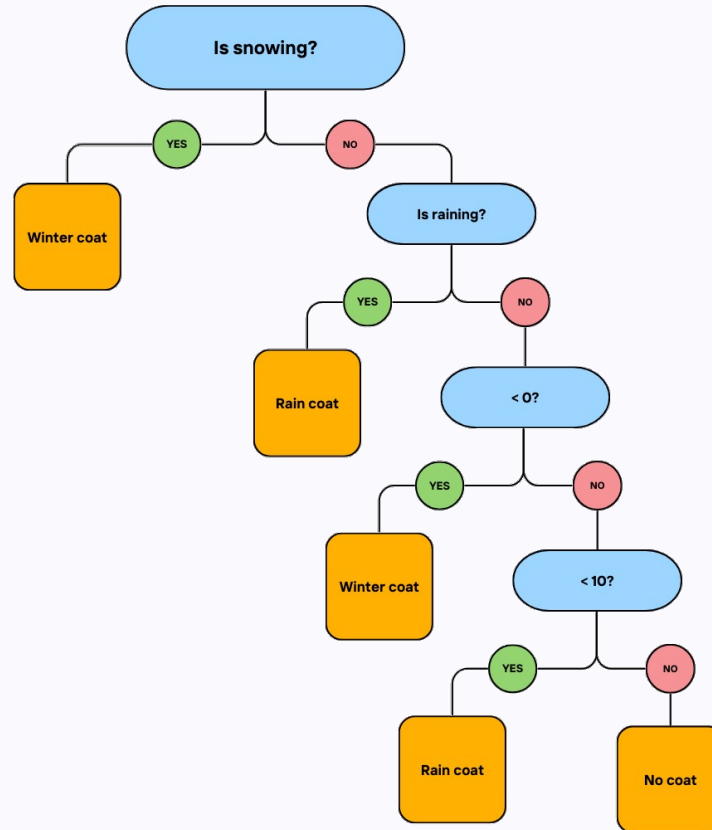 Is snowing?
YES
NO
Winter coat
Is raining?
YES
NO
Rain coat
< 0?
YES
NO
Winter coat
< 10?
YES
NO
Rain coat
No coat